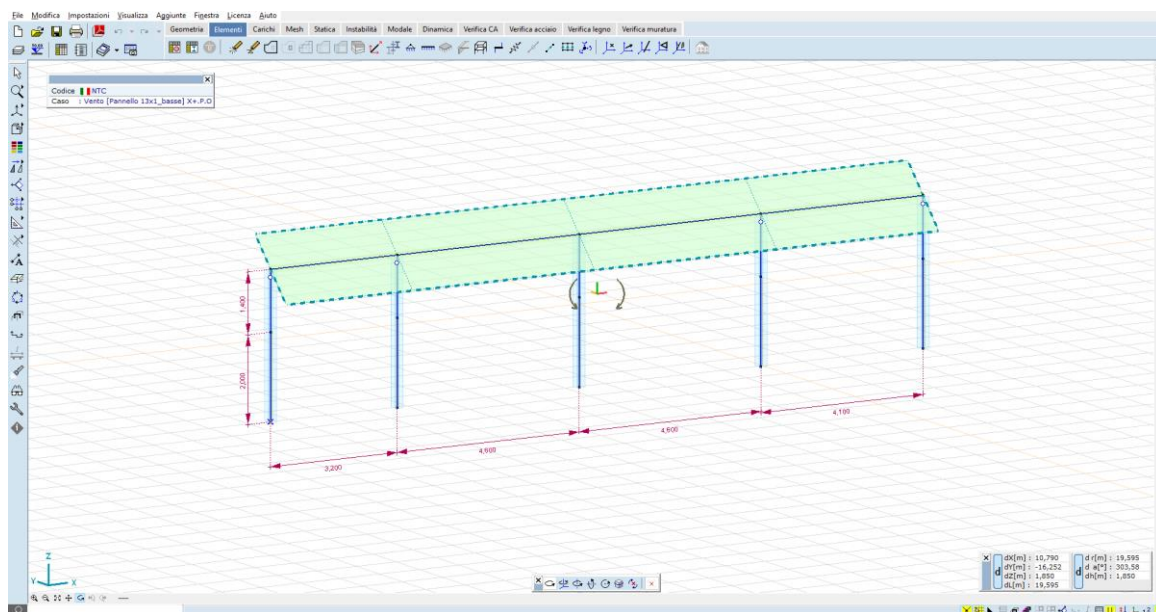 File Modifica Impostazioni Visualizza Aggiunte Finestra Licenza Aiuto
Geometria Elementi Carichi Mesh Statica Instabilità Modale Dinamica Verifica CA Verifica acciaio Verifica legno Verifica muratura
Codice NTC
Caso : Vento [Pannello 13x1_basse] X+.P.O
1,400
2,000
3,200
4,600
4,600
4,100
Z
Y X
d
dX[m] : 10,790
dY[m] : -16,252
dZ[m] : 1,850
dL[m] : 19,595
d
d r[m] : 19,595
d a[°] : 303,58
dh[m] : 1,850